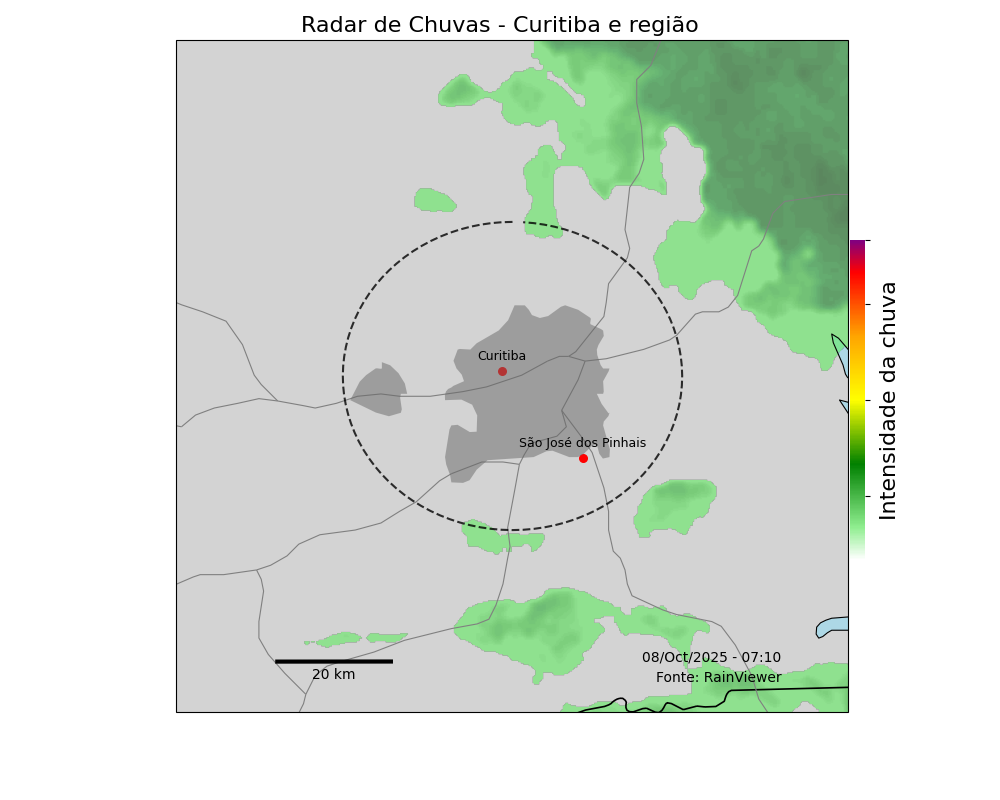 Radar de Chuvas - Curitiba e região
Curitiba
São José dos Pinhais
Intensidade da chuva
08/Oct/2025 - 07:10
Fonte: RainViewer
20 km